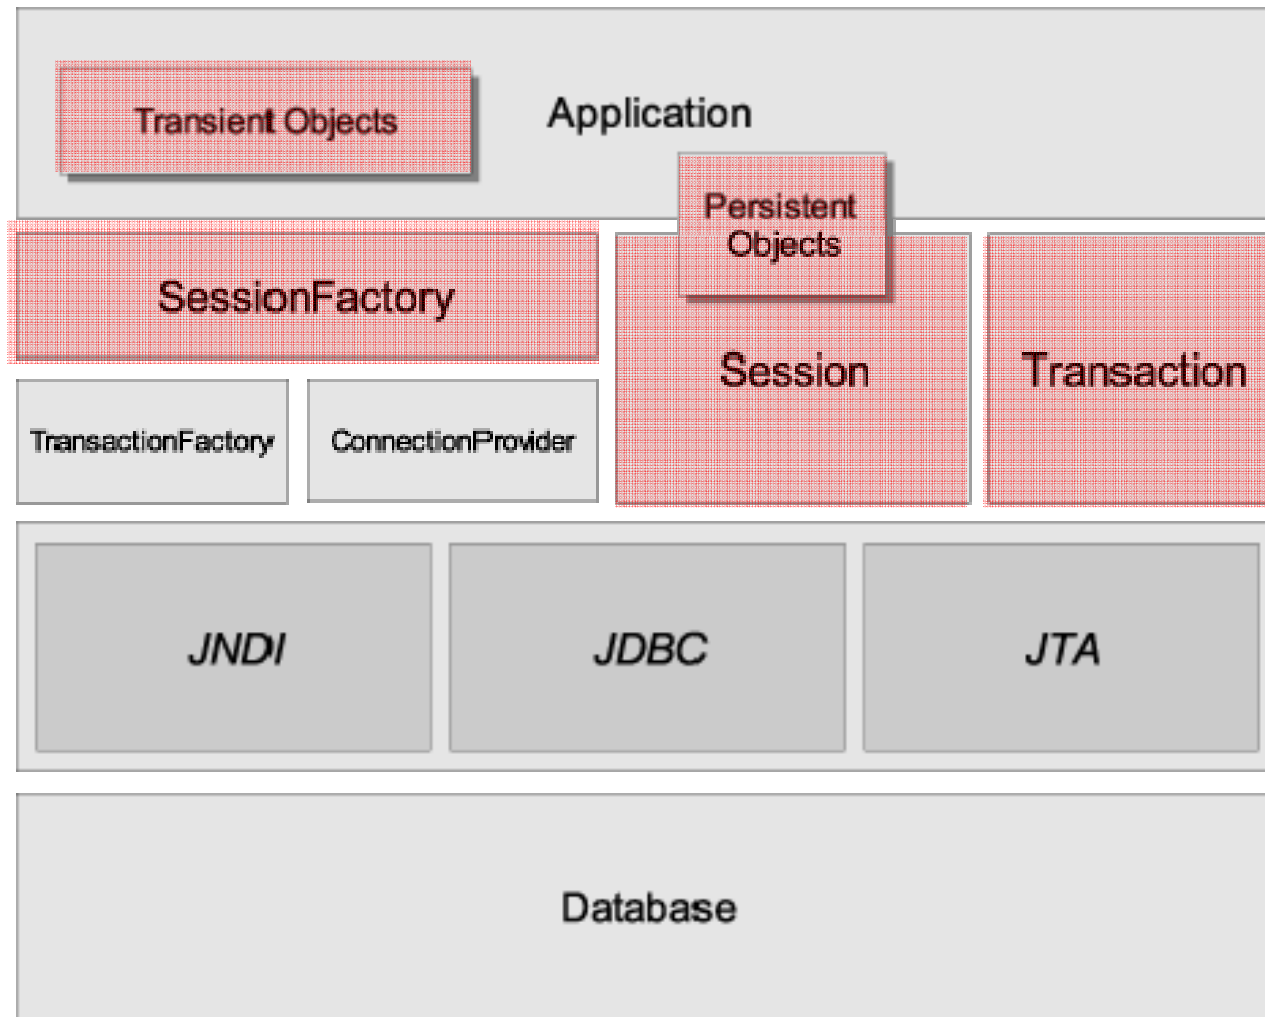 Transient Objects
Application
Persistent
Objects
SessionFactory
Session
Transaction
TransactionFactory
ConnectionProvider
JNDI
JDBC
JTA
Database